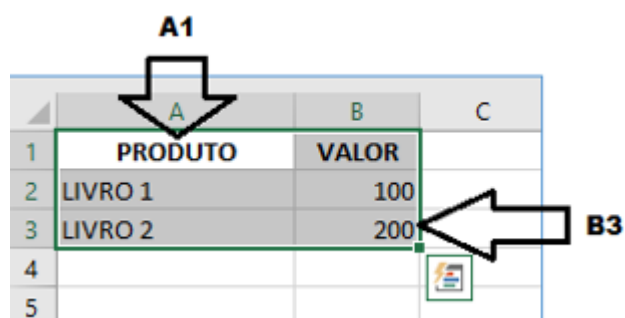 A1
A B C
1 PRODUTO VALOR
2 LIVRO 1 100
3 LIVRO 2 200 B3
4
5